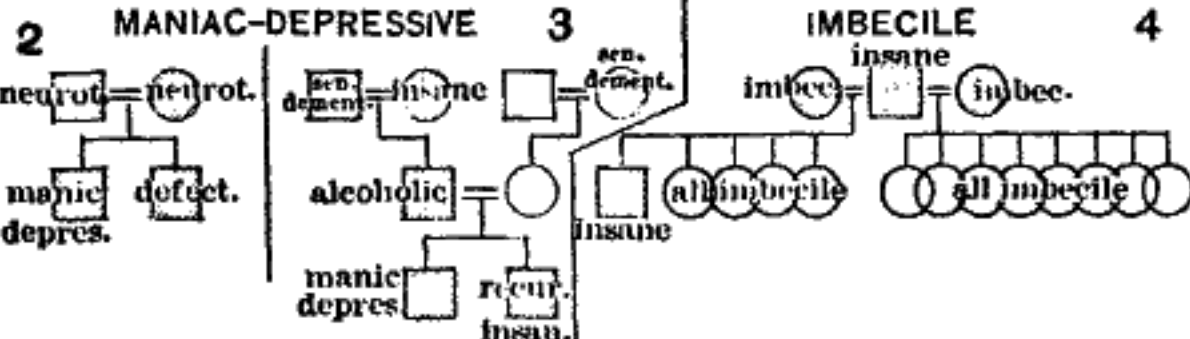 2 MANIAC-DEPRESSIVE 3 IMBECILE 4
neurot. neurot.
manic depres.
defect.
sen. dement. insane
sen. dement.
alcoholic
manic depres.
recur. insan.
imbec. insane imbec.
insane
all imbecile
all imbecile